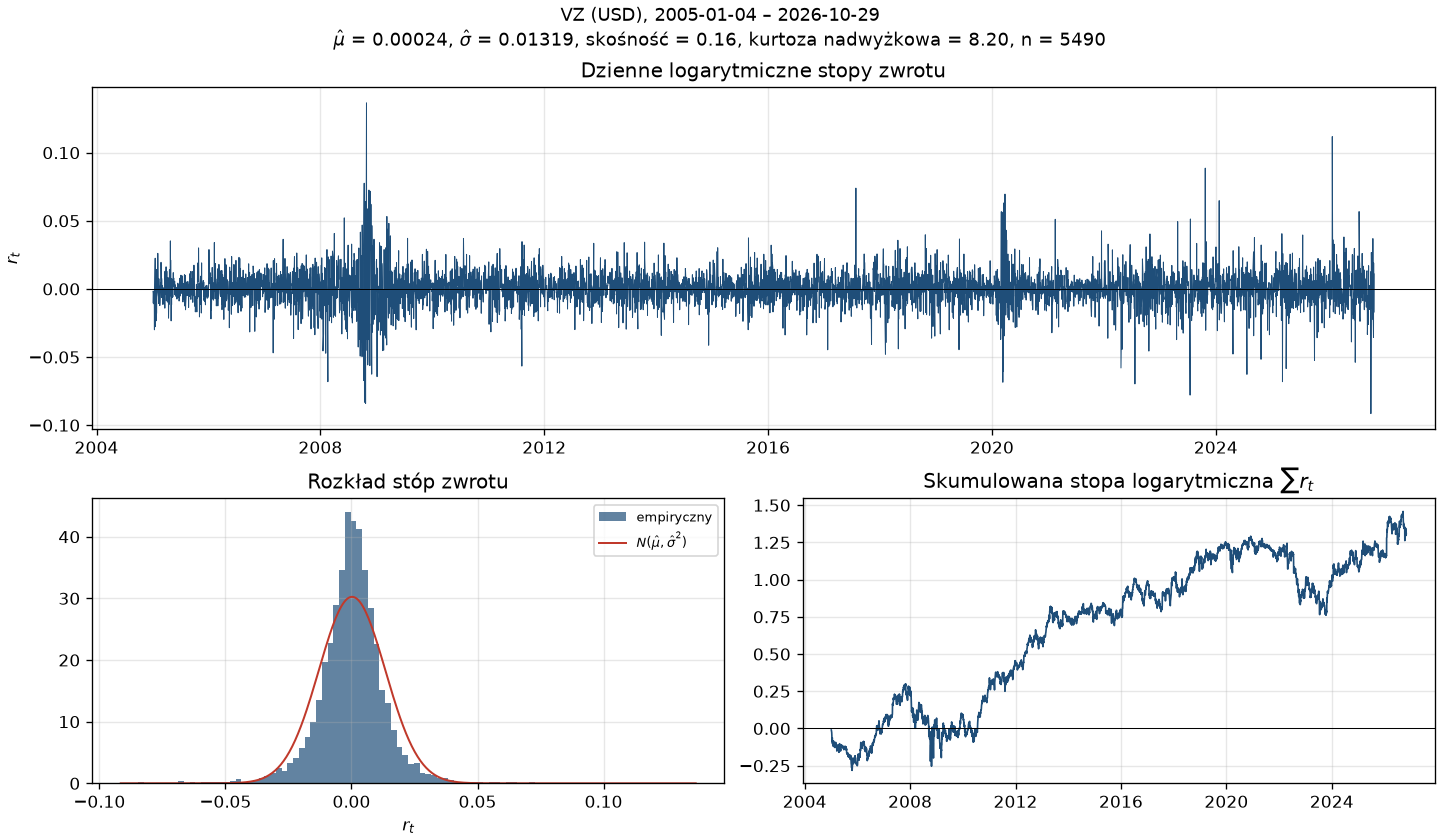 VZ (USD), 2005-01-04 – 2026-10-29
μ̂ = 0.00024, σ̂ = 0.01319, skośność = 0.16, kurtoza nadwyżkowa = 8.20, n = 5490
Dzienne logarytmiczne stopy zwrotu
0.10
0.05
0.00
−0.05
−0.10
r_t
2004 2008 2012 2016 2020 2024
Rozkład stóp zwrotu
empiryczny
N(μ̂, σ̂²)
40
30
20
10
0
−0.10 −0.05 0.00 0.05 0.10
r_t
Skumulowana stopa logarytmiczna ∑r_t
1.50
1.25
1.00
0.75
0.50
0.25
0.00
−0.25
2004 2008 2012 2016 2020 2024